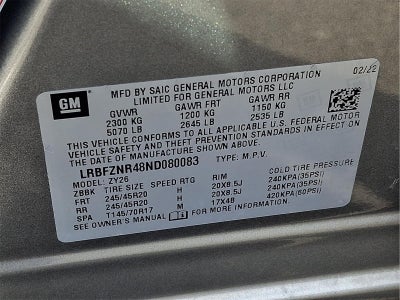 GM
MFD BY SAIC GENERAL MOTORS CORPORATION 02/22
LIMITED FOR GENERAL MOTORS LLC
GVWR GAWR FRT GAWR RR
2300 KG 1200 KG 1150 KG
5070 LB 2645 LB 2535 LB
THIS VEHICLE CONFORMS TO ALL APPLICABLE U.S. FEDERAL MOTOR
VEHICLE SAFETY AND THEFT PREVENTION STANDARDS IN EFFECT ON
THE DATE OF MANUFACTURE SHOWN ABOVE.
LRBFZNR48ND080083 TYPE: M.P.V.
MODEL: ZY26
ZBBK TIRE SIZE SPEED RTG RIM COLD TIRE PRESSURE
FRT 245/45R20 H 20X8.5J 240KPA(35PSI)
RR 245/45R20 H 20X8.5J 240KPA(35PSI)
SPA T145/70R17 M 17X4B 420KPA(60PSI)
SEE OWNER'S MANUAL FOR MORE INFORMATION.